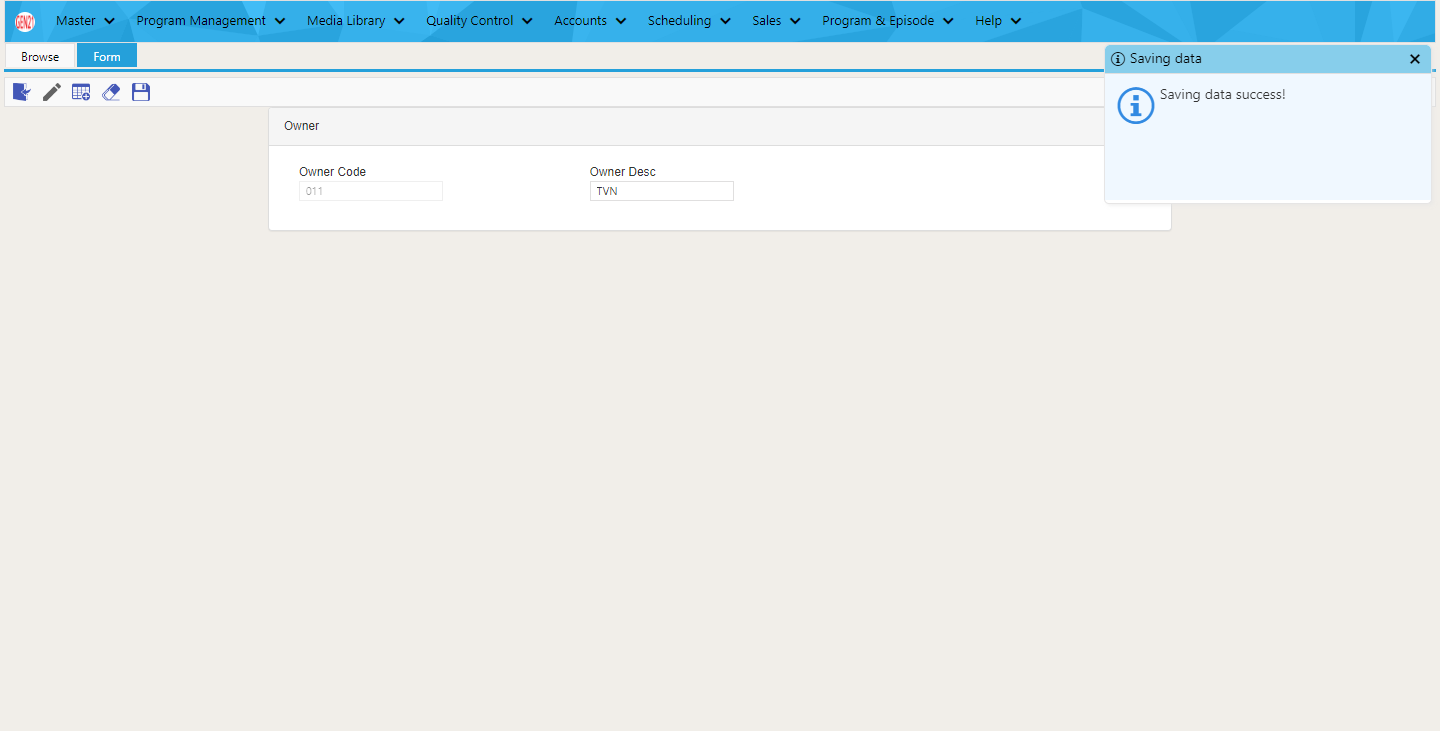 GEN21 Master Program Management Media Library Quality Control Accounts Scheduling Sales Program & Episode Help
Browse Form
Saving data
Saving data success!
Owner
Owner Code Owner Desc
011 TVN